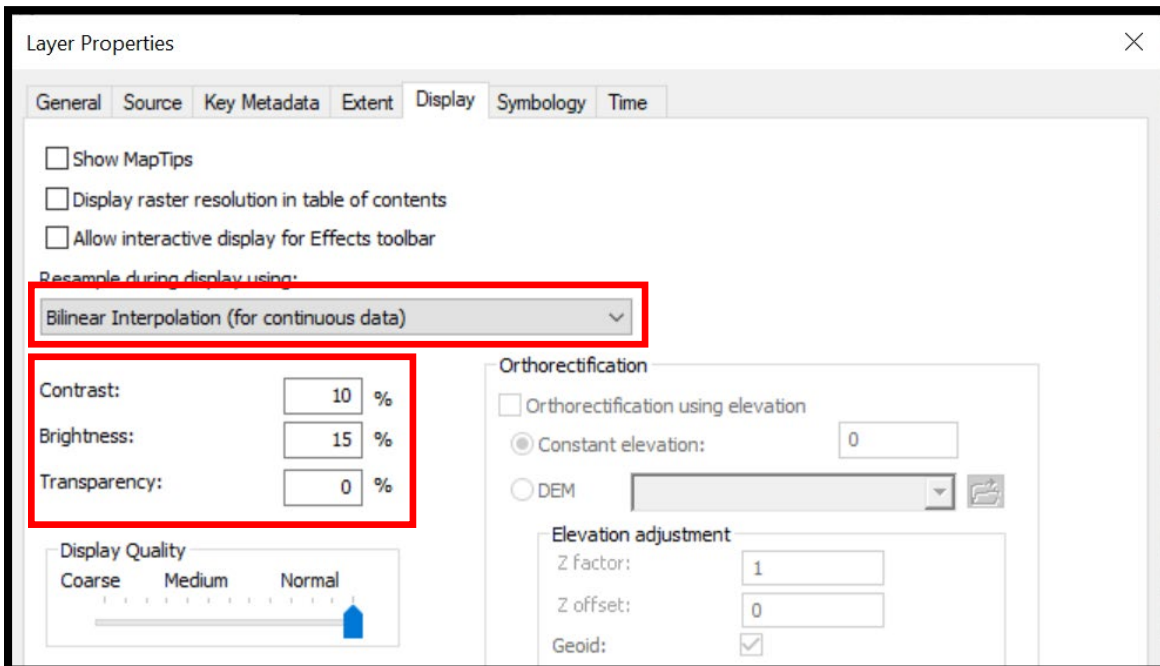 Layer Properties
General Source Key Metadata Extent Display Symbology Time
Show MapTips
Display raster resolution in table of contents
Allow interactive display for Effects toolbar
Resample during display using:
Bilinear Interpolation (for continuous data)
Contrast: 10 %
Brightness: 15 %
Transparency: 0 %
Display Quality
Coarse Medium Normal
Orthorectification
Orthorectification using elevation
Constant elevation: 0
DEM
Elevation adjustment
Z factor: 1
Z offset: 0
Geoid: